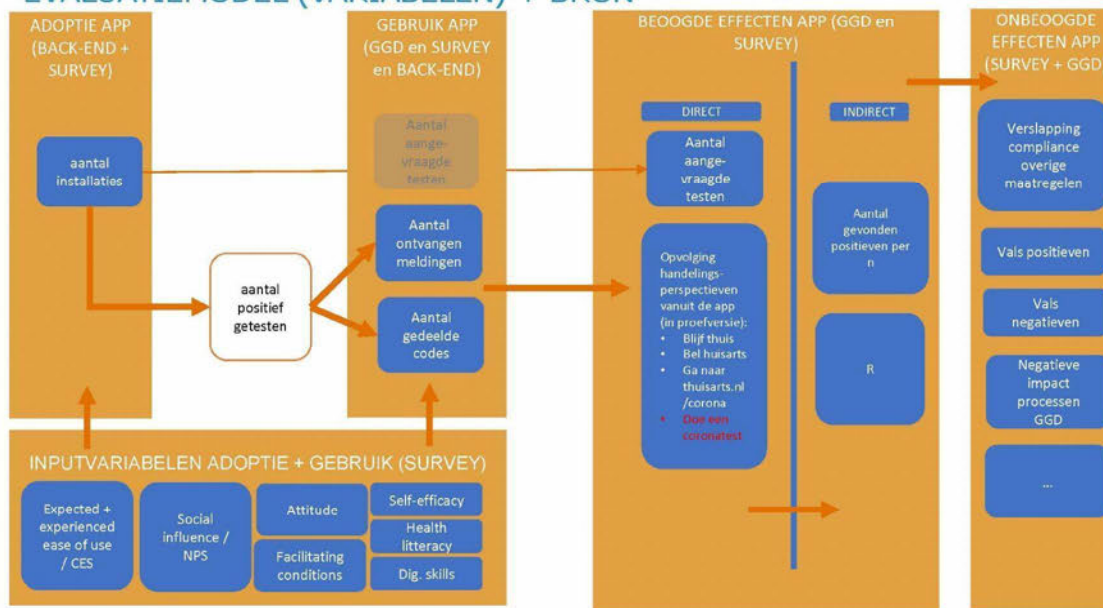 EVALUATIEMODEL (VARIABELEN) + BRON
ADOPTIE APP
(BACK-END +
SURVEY)
aantal
installaties
aantal
positief
getesten
GEBRUIK APP
(GGD en SURVEY
en BACK-END)
Aantal
aange-
vraagde
testen
Aantal
ontvangen
meldingen
Aantal
gedeelde
codes
INPUTVARIABELEN ADOPTIE + GEBRUIK (SURVEY)
Expected +
experienced
ease of use
/ CES
Social
influence /
NPS
Attitude
Facilitating
conditions
Self-efficacy
Health
litteracy
Dig. skills
BEOOGDE EFFECTEN APP (GGD en
SURVEY)
DIRECT
Aantal
aange-
vraagde
testen
Opvolging
handelings-
perspectieven
vanuit de app
(in proefversie):
• Blijf thuis
• Bel huisarts
• Ga naar
thuisarts.nl
/corona
• Doe een
coronatest
INDIRECT
Aantal
gevonden
positieven per
n
R
ONBEOOGDE
EFFECTEN APP
(SURVEY + GGD
Verslapping
compliance
overige
maatregelen
Vals positieven
Vals
negatieven
Negatieve
impact
processen
GGD
...